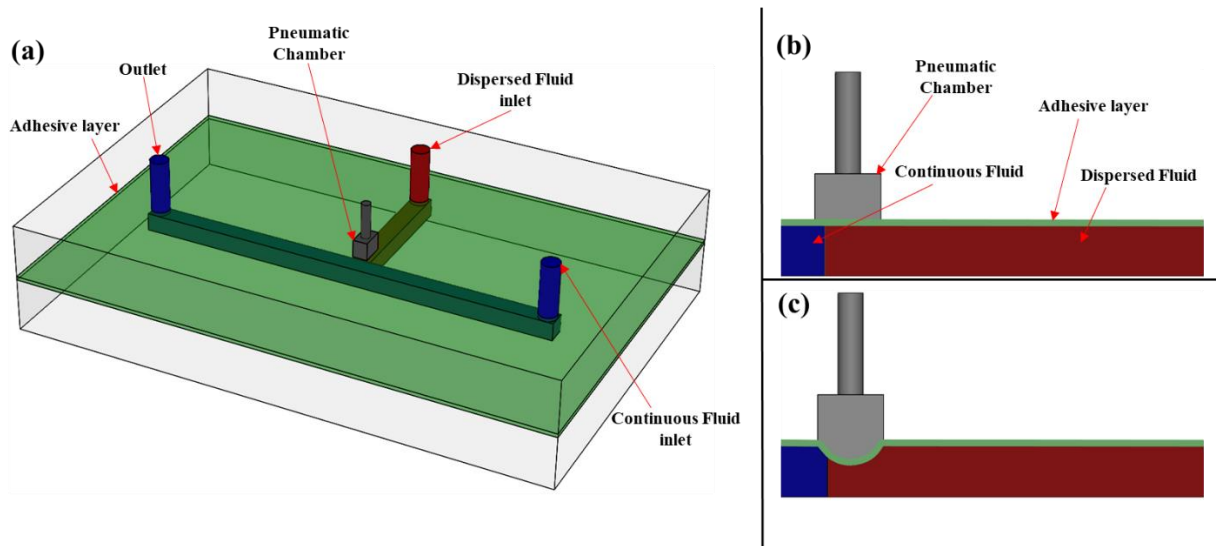 (a)
Pneumatic
Chamber
Outlet
Dispersed Fluid
inlet
Adhesive layer
Continuous Fluid
inlet
(b)
Pneumatic
Chamber
Adhesive layer
Continuous Fluid
Dispersed Fluid
(c)